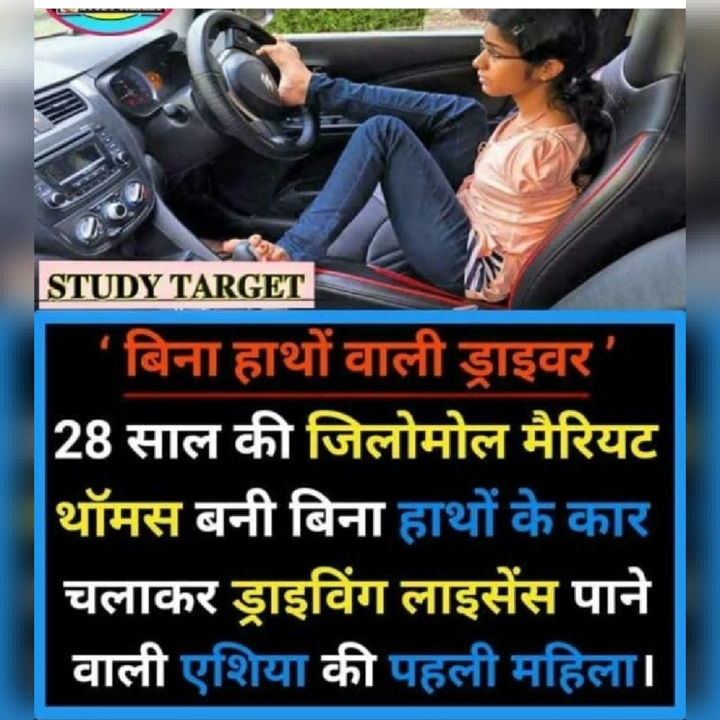 STUDY TARGET
‘ बिना हाथों वाली ड्राइवर ’
28 साल की जिलोमोल मैरियट
थॉमस बनी बिना हाथों के कार
चलाकर ड्राइविंग लाइसेंस पाने
वाली एशिया की पहली महिला।